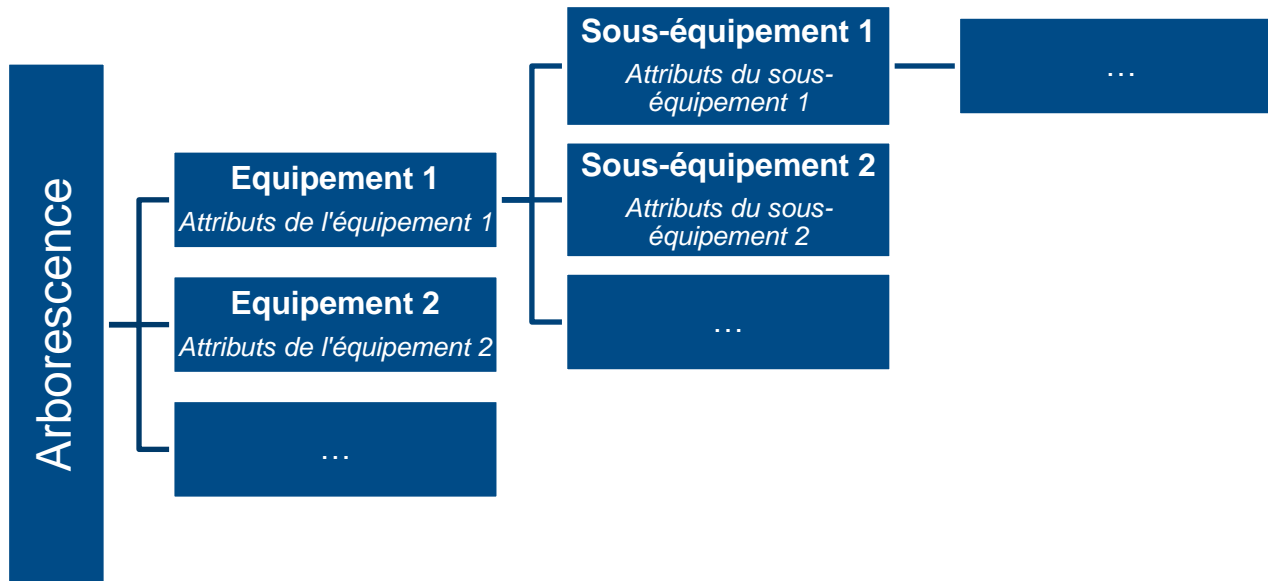 Arborescence
Equipement 1
Attributs de l'équipement 1
Equipement 2
Attributs de l'équipement 2
...
Sous-équipement 1
Attributs du sous-
équipement 1
Sous-équipement 2
Attributs du sous-
équipement 2
...
...